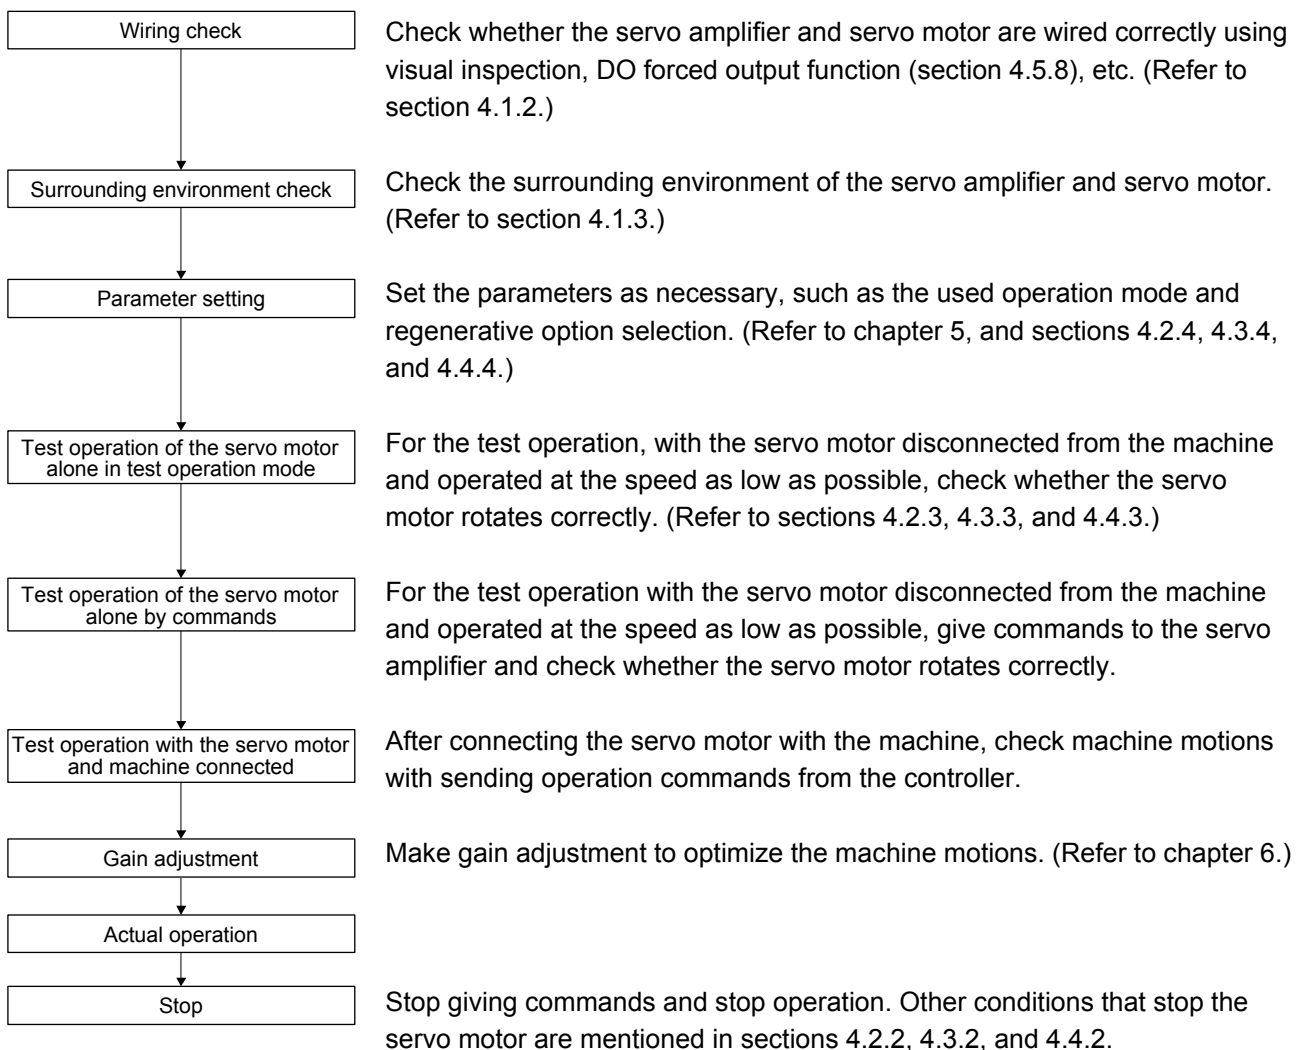 Wiring check
Check whether the servo amplifier and servo motor are wired correctly using
visual inspection, DO forced output function (section 4.5.8), etc. (Refer to
section 4.1.2.)
Surrounding environment check
Check the surrounding environment of the servo amplifier and servo motor.
(Refer to section 4.1.3.)
Parameter setting
Set the parameters as necessary, such as the used operation mode and
regenerative option selection. (Refer to chapter 5, and sections 4.2.4, 4.3.4,
and 4.4.4.)
Test operation of the servo motor
alone in test operation mode
For the test operation, with the servo motor disconnected from the machine
and operated at the speed as low as possible, check whether the servo
motor rotates correctly. (Refer to sections 4.2.3, 4.3.3, and 4.4.3.)
Test operation of the servo motor
alone by commands
For the test operation with the servo motor disconnected from the machine
and operated at the speed as low as possible, give commands to the servo
amplifier and check whether the servo motor rotates correctly.
Test operation with the servo motor
and machine connected
After connecting the servo motor with the machine, check machine motions
with sending operation commands from the controller.
Gain adjustment
Make gain adjustment to optimize the machine motions. (Refer to chapter 6.)
Actual operation
Stop
Stop giving commands and stop operation. Other conditions that stop the
servo motor are mentioned in sections 4.2.2, 4.3.2, and 4.4.2.